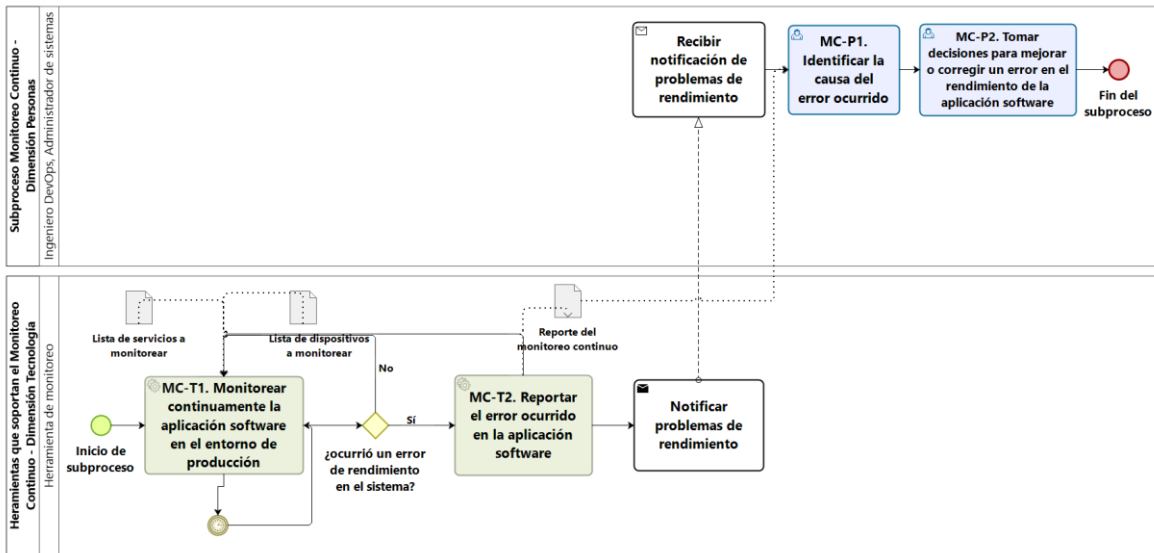 Subproceso Monitoreo Continuo -
Dimensión Personas
Ingeniero DevOps, Administrador de sistemas
Recibir
notificación de
problemas de
rendimiento
MC-P1.
Identificar la
causa del
error ocurrido
MC-P2. Tomar
decisiones para mejorar
o corregir un error en el
rendimiento de la
aplicación software
Fin del
subproceso
Heramientas que soportan el Monitoreo
Continuo - Dimensión Tecnología
Herramienta de monitoreo
Lista de servicios a
monitorear
Lista de dispositivos
a monitorear
Reporte del
monitoreo continuo
Inicio de
subproceso
MC-T1. Monitorear
continuamente la
aplicación software
en el entorno de
producción
No
Sí
¿ocurrió un error
de rendimiento
en el sistema?
MC-T2. Reportar
el error ocurrido
en la aplicación
software
Notificar
problemas de
rendimiento